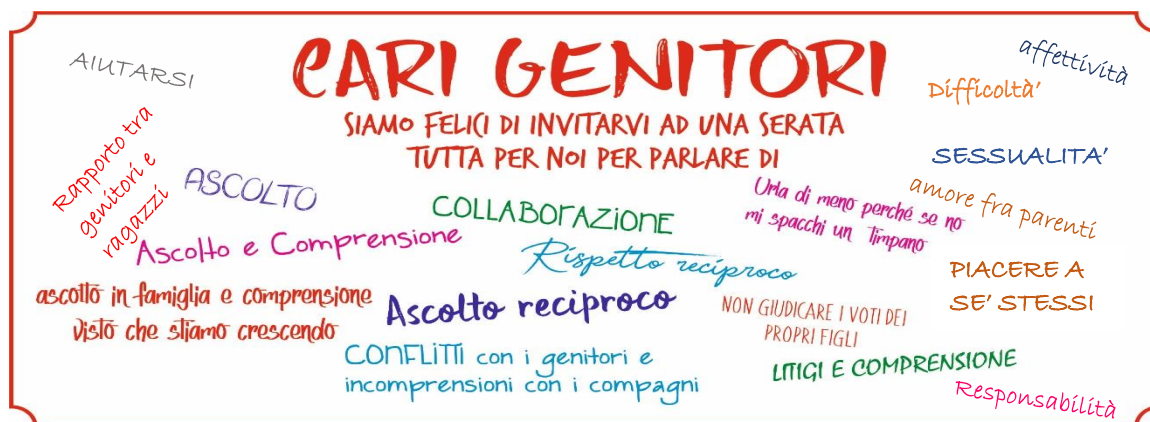 CARI GENITORI
SIAMO FELICI DI INVITARVI AD UNA SERATA
TUTTA PER NOI PER PARLARE DI
AIUTARSI
affettività
Difficoltà'
Rapporto tra
genitori e
ragazzi
ASCOLTO
SESSUALITA'
amore fra parenti
COLLABORAZIONE
Urla di meno perché se no
mi spacchi un Timpano
Ascolto e Comprensione
Rispetto reciproco
PIACERE A
SE' STESSI
ascolto in famiglia e comprensione
visto che stiamo crescendo
Ascolto reciproco
NON GIUDICARE I VOTI DEI
PROPRI FIGLI
CONFLITTI con i genitori e
incomprensioni con i compagni
LITIGI E COMPRENSIONE
Responsabilità